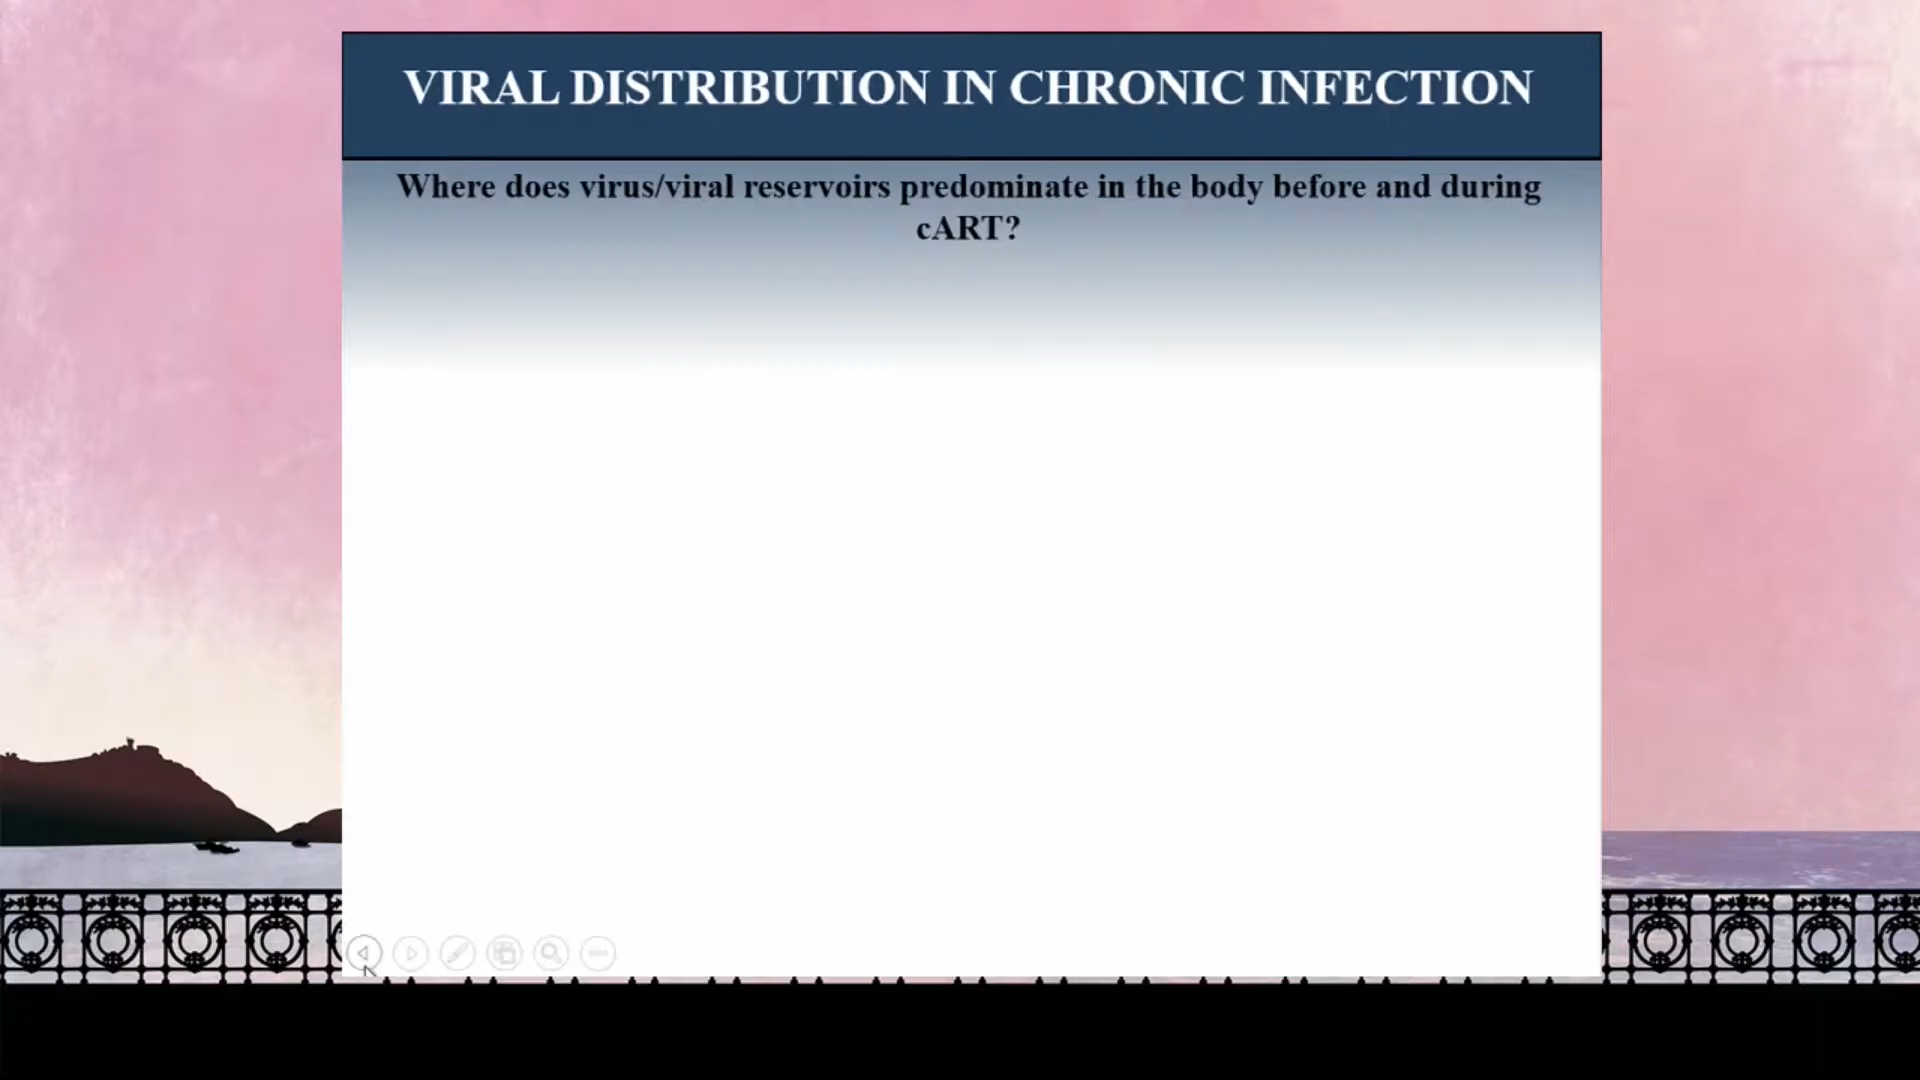 VIRAL DISTRIBUTION IN CHRONIC INFECTION
Where does virus/viral reservoirs predominate in the body before and during
cART?